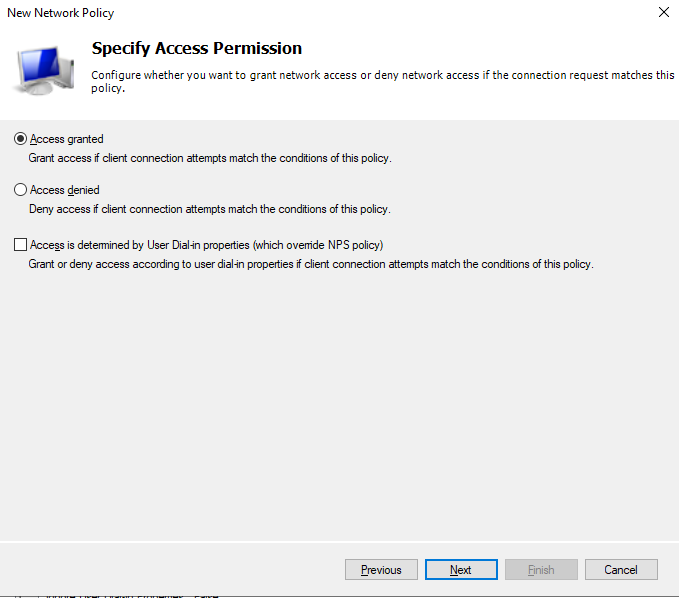 New Network Policy
Specify Access Permission
Configure whether you want to grant network access or deny network access if the connection request matches this
policy.
Access granted
Grant access if client connection attempts match the conditions of this policy.
Access denied
Deny access if client connection attempts match the conditions of this policy.
Access is determined by User Dial-in properties (which override NPS policy)
Grant or deny access according to user dial-in properties if client connection attempts match the conditions of this policy.
Previous Next Finish Cancel